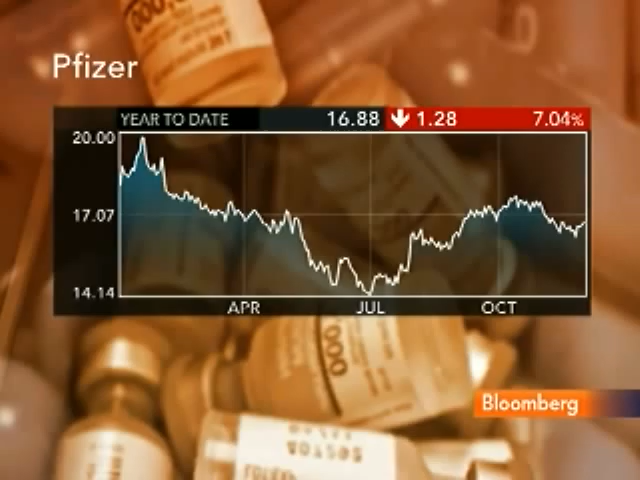 Pfizer
YEAR TO DATE 16.88 1.28 7.04%
20.00
17.07
14.14
APR JUL OCT
Bloomberg